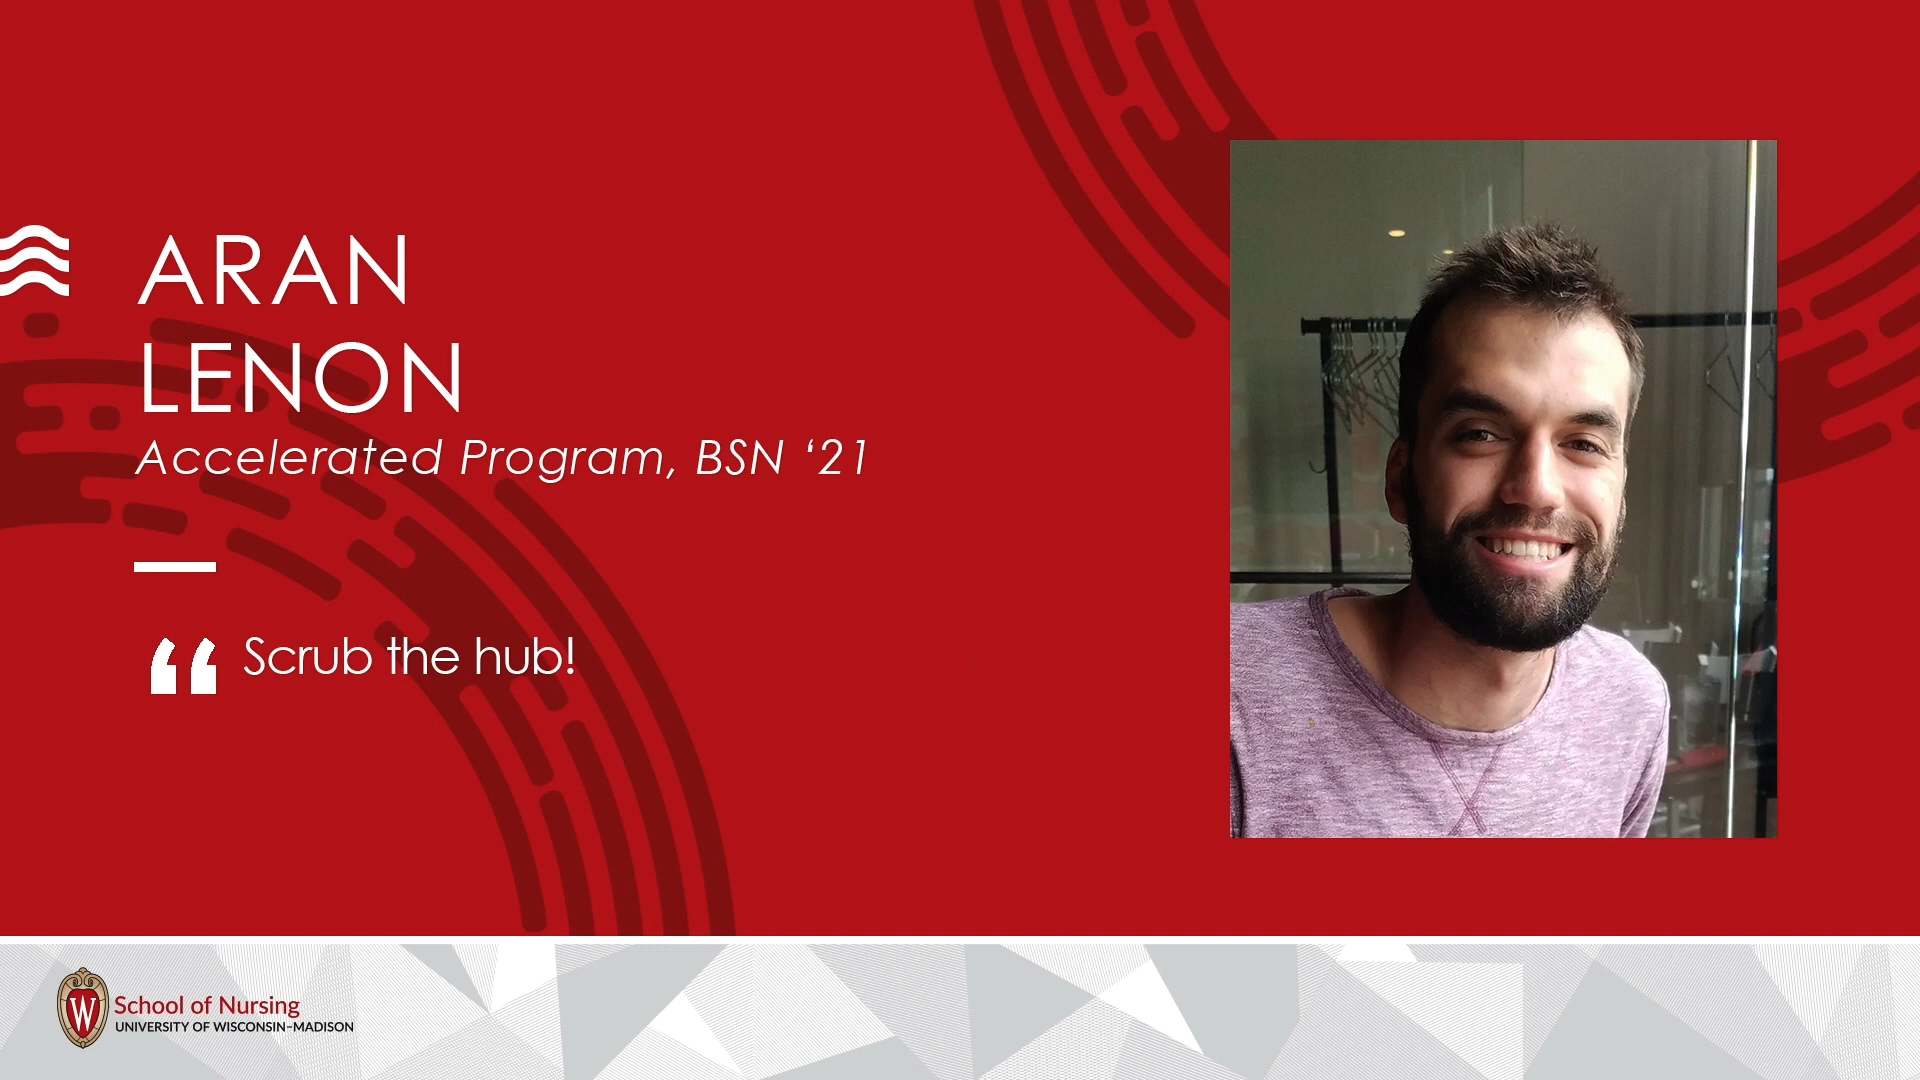 ARAN
LENON
Accelerated Program, BSN ‘21
“ Scrub the hub!
W
School of Nursing
UNIVERSITY OF WISCONSIN–MADISON